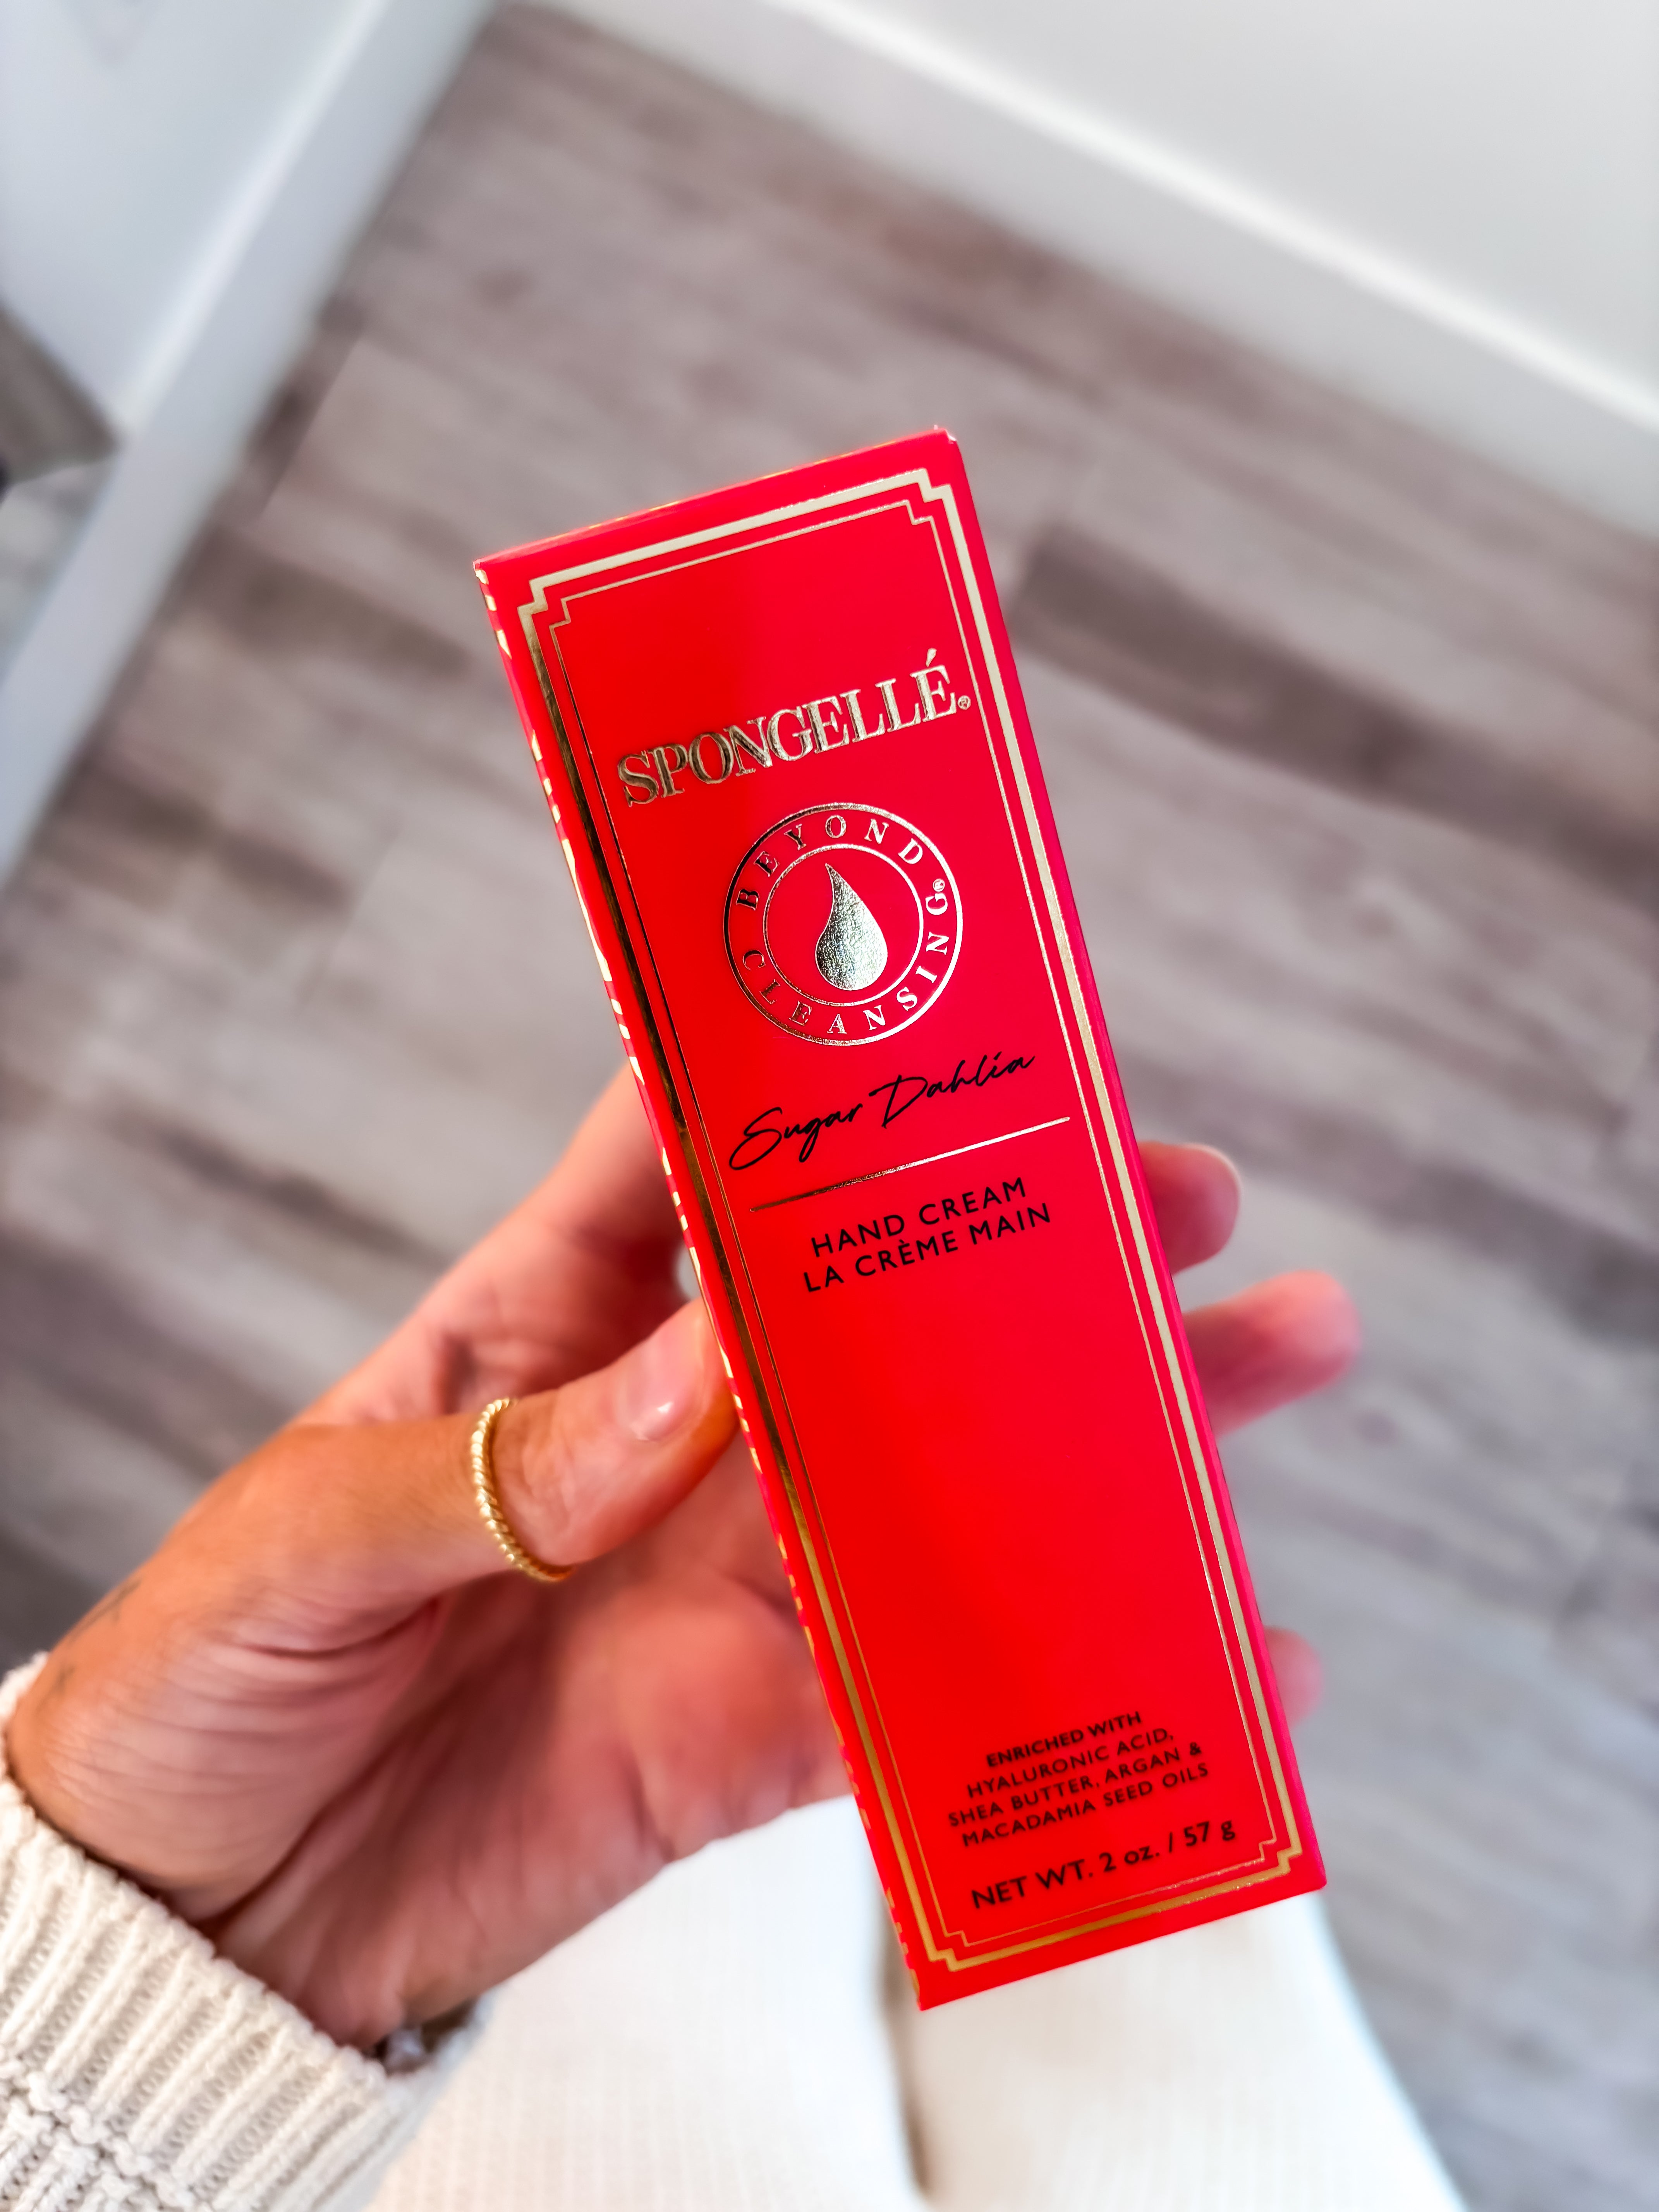 SPONGELLÉ®
BEYOND
CLEANSING®
Sugar Dahlia
HAND CREAM
LA CRÈME MAIN
ENRICHED WITH
HYALURONIC ACID,
SHEA BUTTER, ARGAN &
MACADAMIA SEED OILS
NET WT. 2 oz. / 57 g